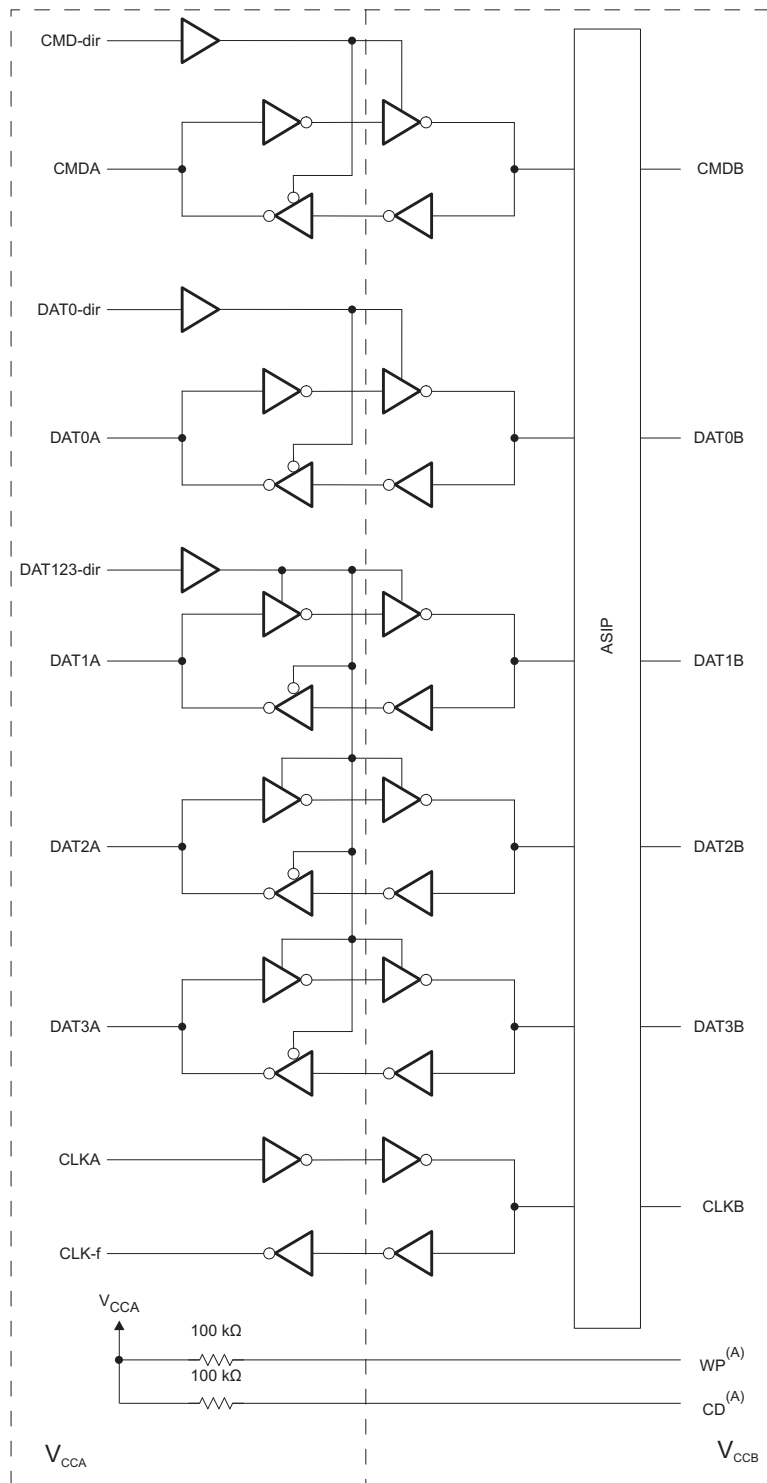 CMD-dir
CMDA
CMDB
DAT0-dir
DAT0A
DAT0B
DAT123-dir
ASIP
DAT1A
DAT1B
DAT2A
DAT2B
DAT3A
DAT3B
CLKA
CLKB
CLK-f
VCCA
100 kΩ
WP(A)
100 kΩ
CD(A)
VCCA
VCCB